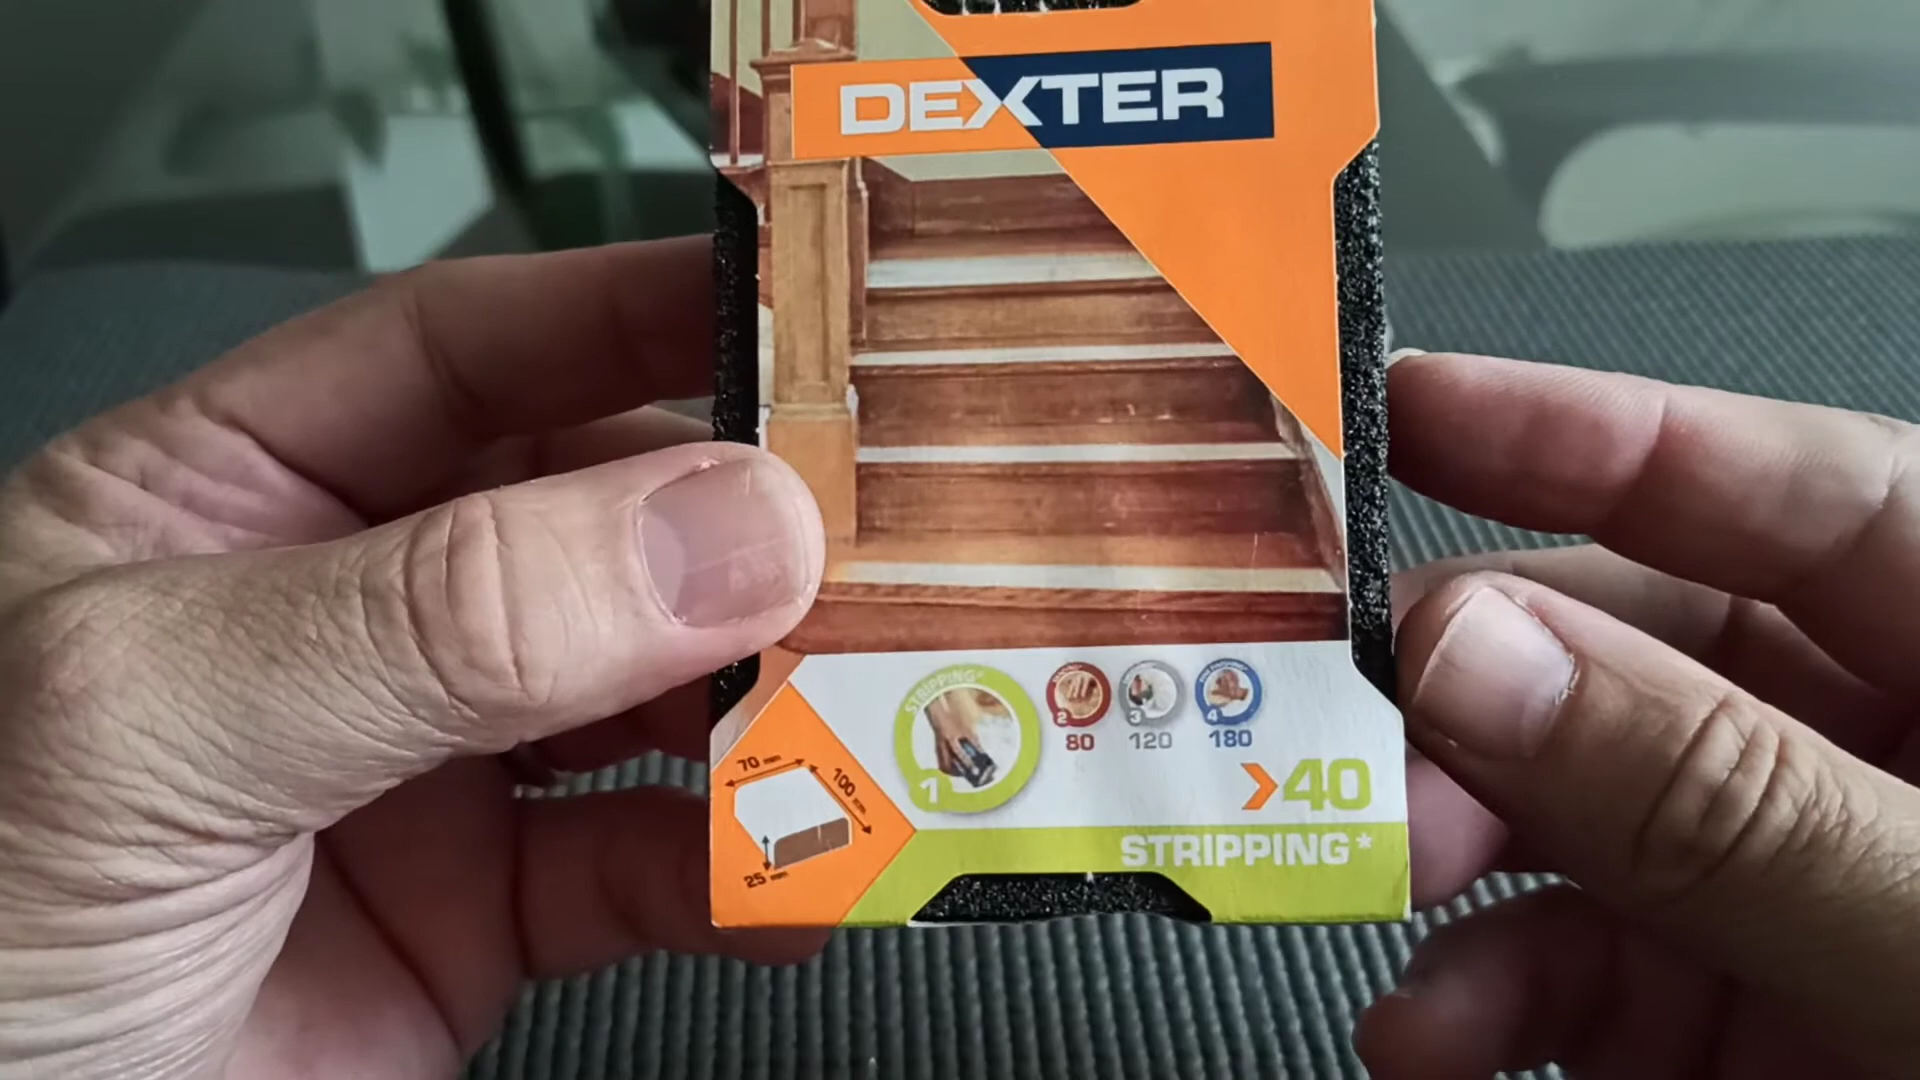 DEXTER
STRIPPING*
1
2
3
4
80
120
180
>40
70 mm
100 mm
25 mm
STRIPPING*